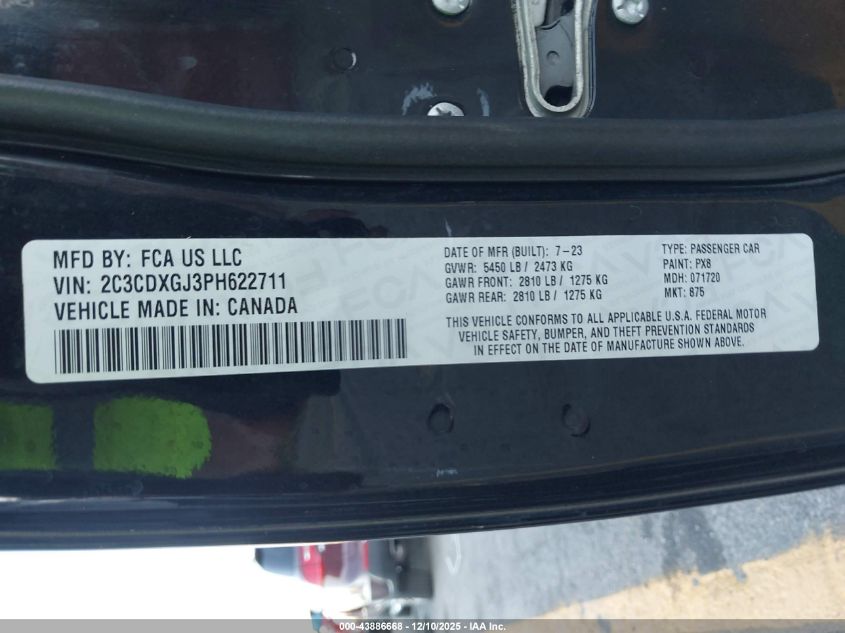 MFD BY: FCA US LLC
VIN: 2C3CDXGJ3PH622711
VEHICLE MADE IN: CANADA
DATE OF MFR (BUILT): 7-23
GVWR: 5450 LB / 2473 KG
GAWR FRONT: 2810 LB / 1275 KG
GAWR REAR: 2810 LB / 1275 KG
TYPE: PASSENGER CAR
PAINT: PX8
MDH: 071720
MKT: 875
THIS VEHICLE CONFORMS TO ALL APPLICABLE U.S.A. FEDERAL MOTOR
VEHICLE SAFETY, BUMPER, AND THEFT PREVENTION STANDARDS
IN EFFECT ON THE DATE OF MANUFACTURE SHOWN ABOVE.
000-43886668 - 12/10/2025 - IAA Inc.